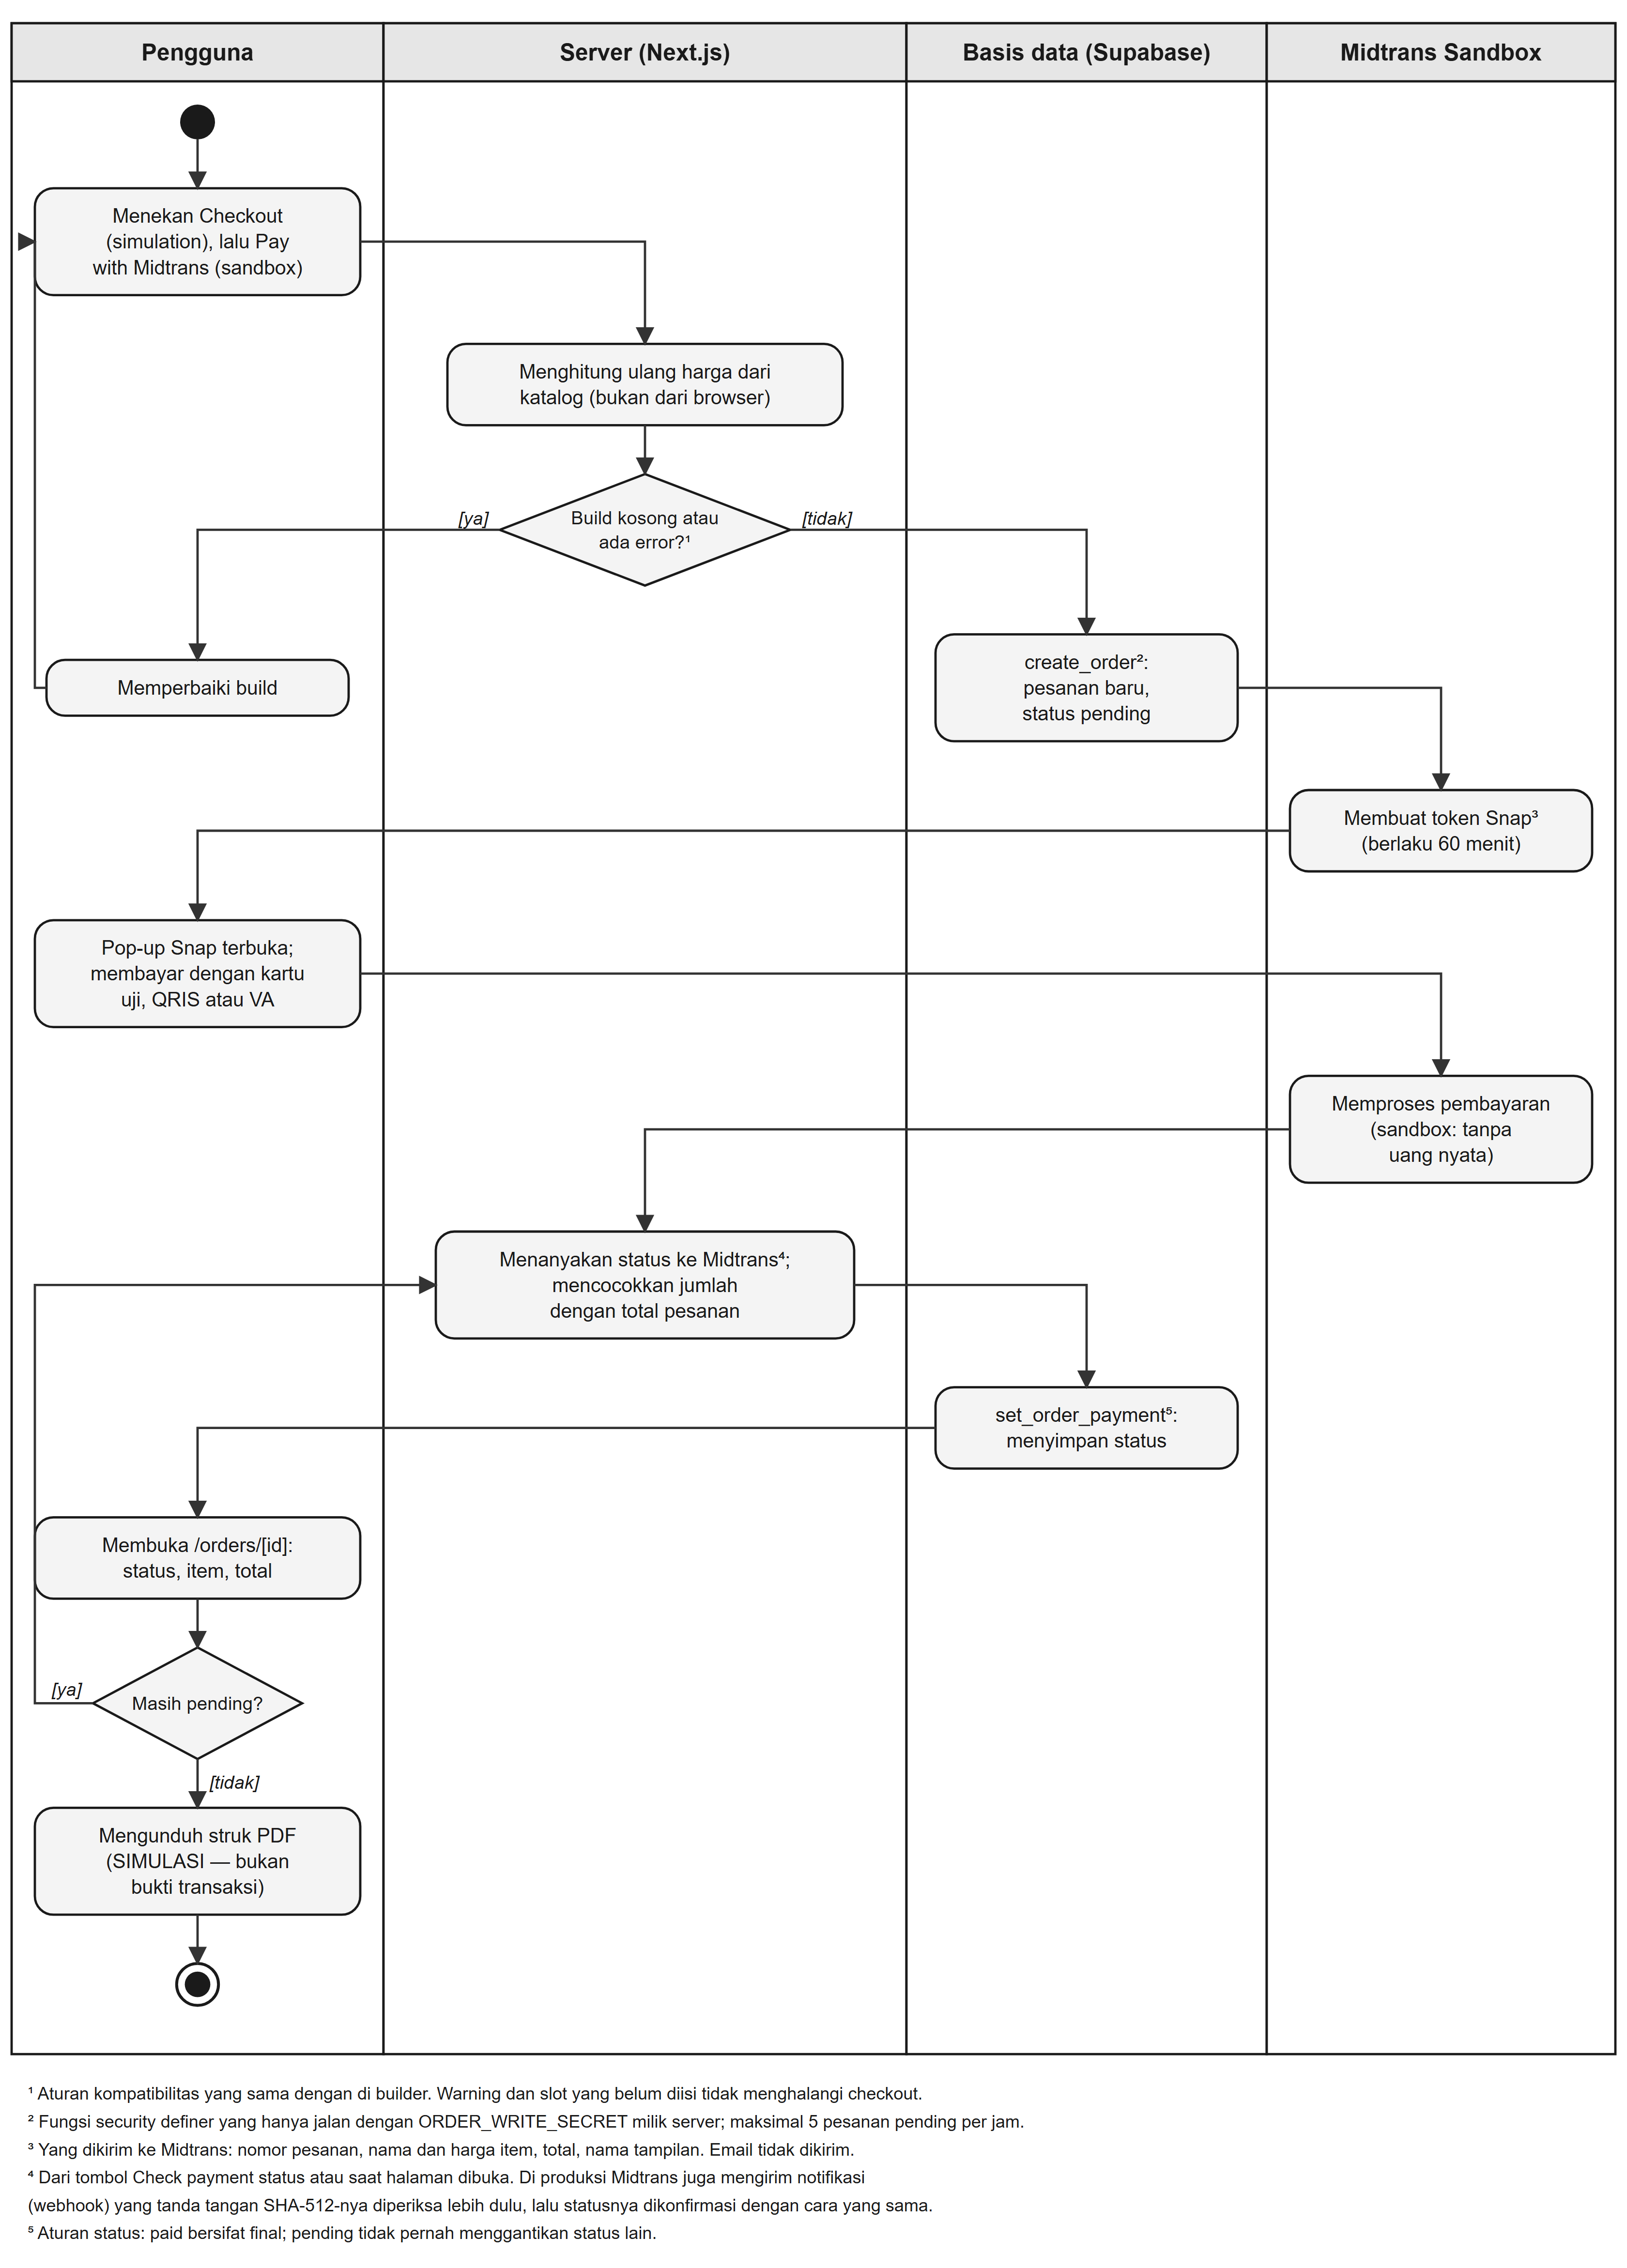 Pengguna
Server (Next.js)
Basis data (Supabase)
Midtrans Sandbox
Menekan Checkout
(simulation), lalu Pay
with Midtrans (sandbox)
Menghitung ulang harga dari
katalog (bukan dari browser)
[ya]
Build kosong atau
ada error?¹
[tidak]
Memperbaiki build
create_order²:
pesanan baru,
status pending
Membuat token Snap³
(berlaku 60 menit)
Pop-up Snap terbuka;
membayar dengan kartu
uji, QRIS atau VA
Memproses pembayaran
(sandbox: tanpa
uang nyata)
Menanyakan status ke Midtrans⁴;
mencocokkan jumlah
dengan total pesanan
set_order_payment⁵:
menyimpan status
Membuka /orders/[id]:
status, item, total
[ya]
Masih pending?
[tidak]
Mengunduh struk PDF
(SIMULASI — bukan
bukti transaksi)
¹ Aturan kompatibilitas yang sama dengan di builder. Warning dan slot yang belum diisi tidak menghalangi checkout.
² Fungsi security definer yang hanya jalan dengan ORDER_WRITE_SECRET milik server; maksimal 5 pesanan pending per jam.
³ Yang dikirim ke Midtrans: nomor pesanan, nama dan harga item, total, nama tampilan. Email tidak dikirim.
⁴ Dari tombol Check payment status atau saat halaman dibuka. Di produksi Midtrans juga mengirim notifikasi
(webhook) yang tanda tangan SHA-512-nya diperiksa lebih dulu, lalu statusnya dikonfirmasi dengan cara yang sama.
⁵ Aturan status: paid bersifat final; pending tidak pernah menggantikan status lain.